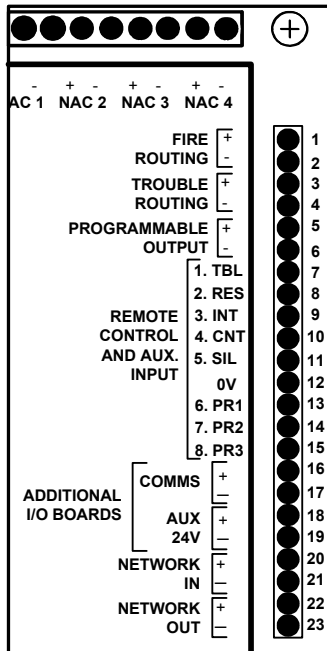 - + - + - + -
AC 1 NAC 2 NAC 3 NAC 4
FIRE + 1
ROUTING - 2
TROUBLE + 3
ROUTING - 4
PROGRAMMABLE + 5
OUTPUT - 6
1. TBL 7
2. RES 8
REMOTE 3. INT 9
CONTROL 4. CNT 10
AND AUX. 5. SIL 11
INPUT 0V 12
6. PR1 13
7. PR2 14
8. PR3 15
COMMS + 16
ADDITIONAL – 17
I/O BOARDS AUX + 18
24V – 19
NETWORK + 20
IN – 21
NETWORK + 22
OUT – 23